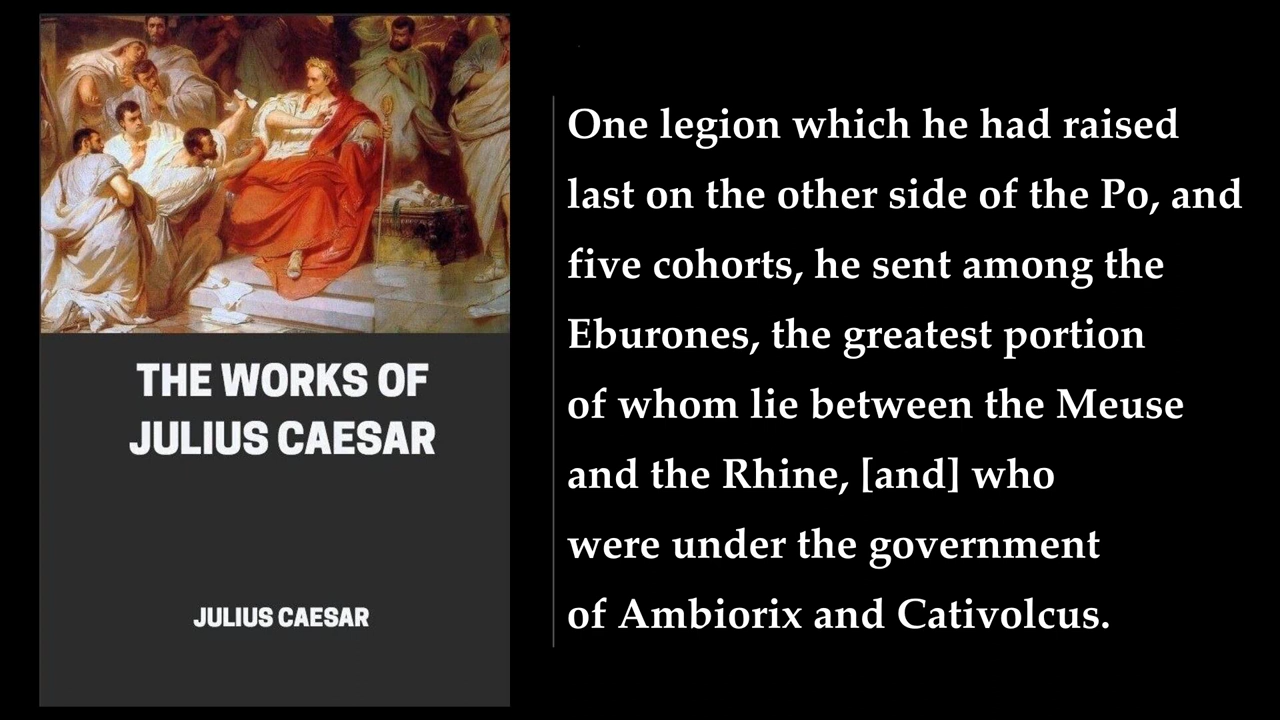 THE WORKS OF
JULIUS CAESAR
JULIUS CAESAR
One legion which he had raised
last on the other side of the Po, and
five cohorts, he sent among the
Eburones, the greatest portion
of whom lie between the Meuse
and the Rhine, [and] who
were under the government
of Ambiorix and Cativolcus.